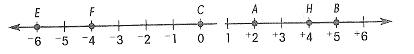 E F C A H B
⁻6 ⁻5 ⁻4 ⁻3 ⁻2 ⁻1 0 1 ⁺2 ⁺3 ⁺4 ⁺5 ⁺6